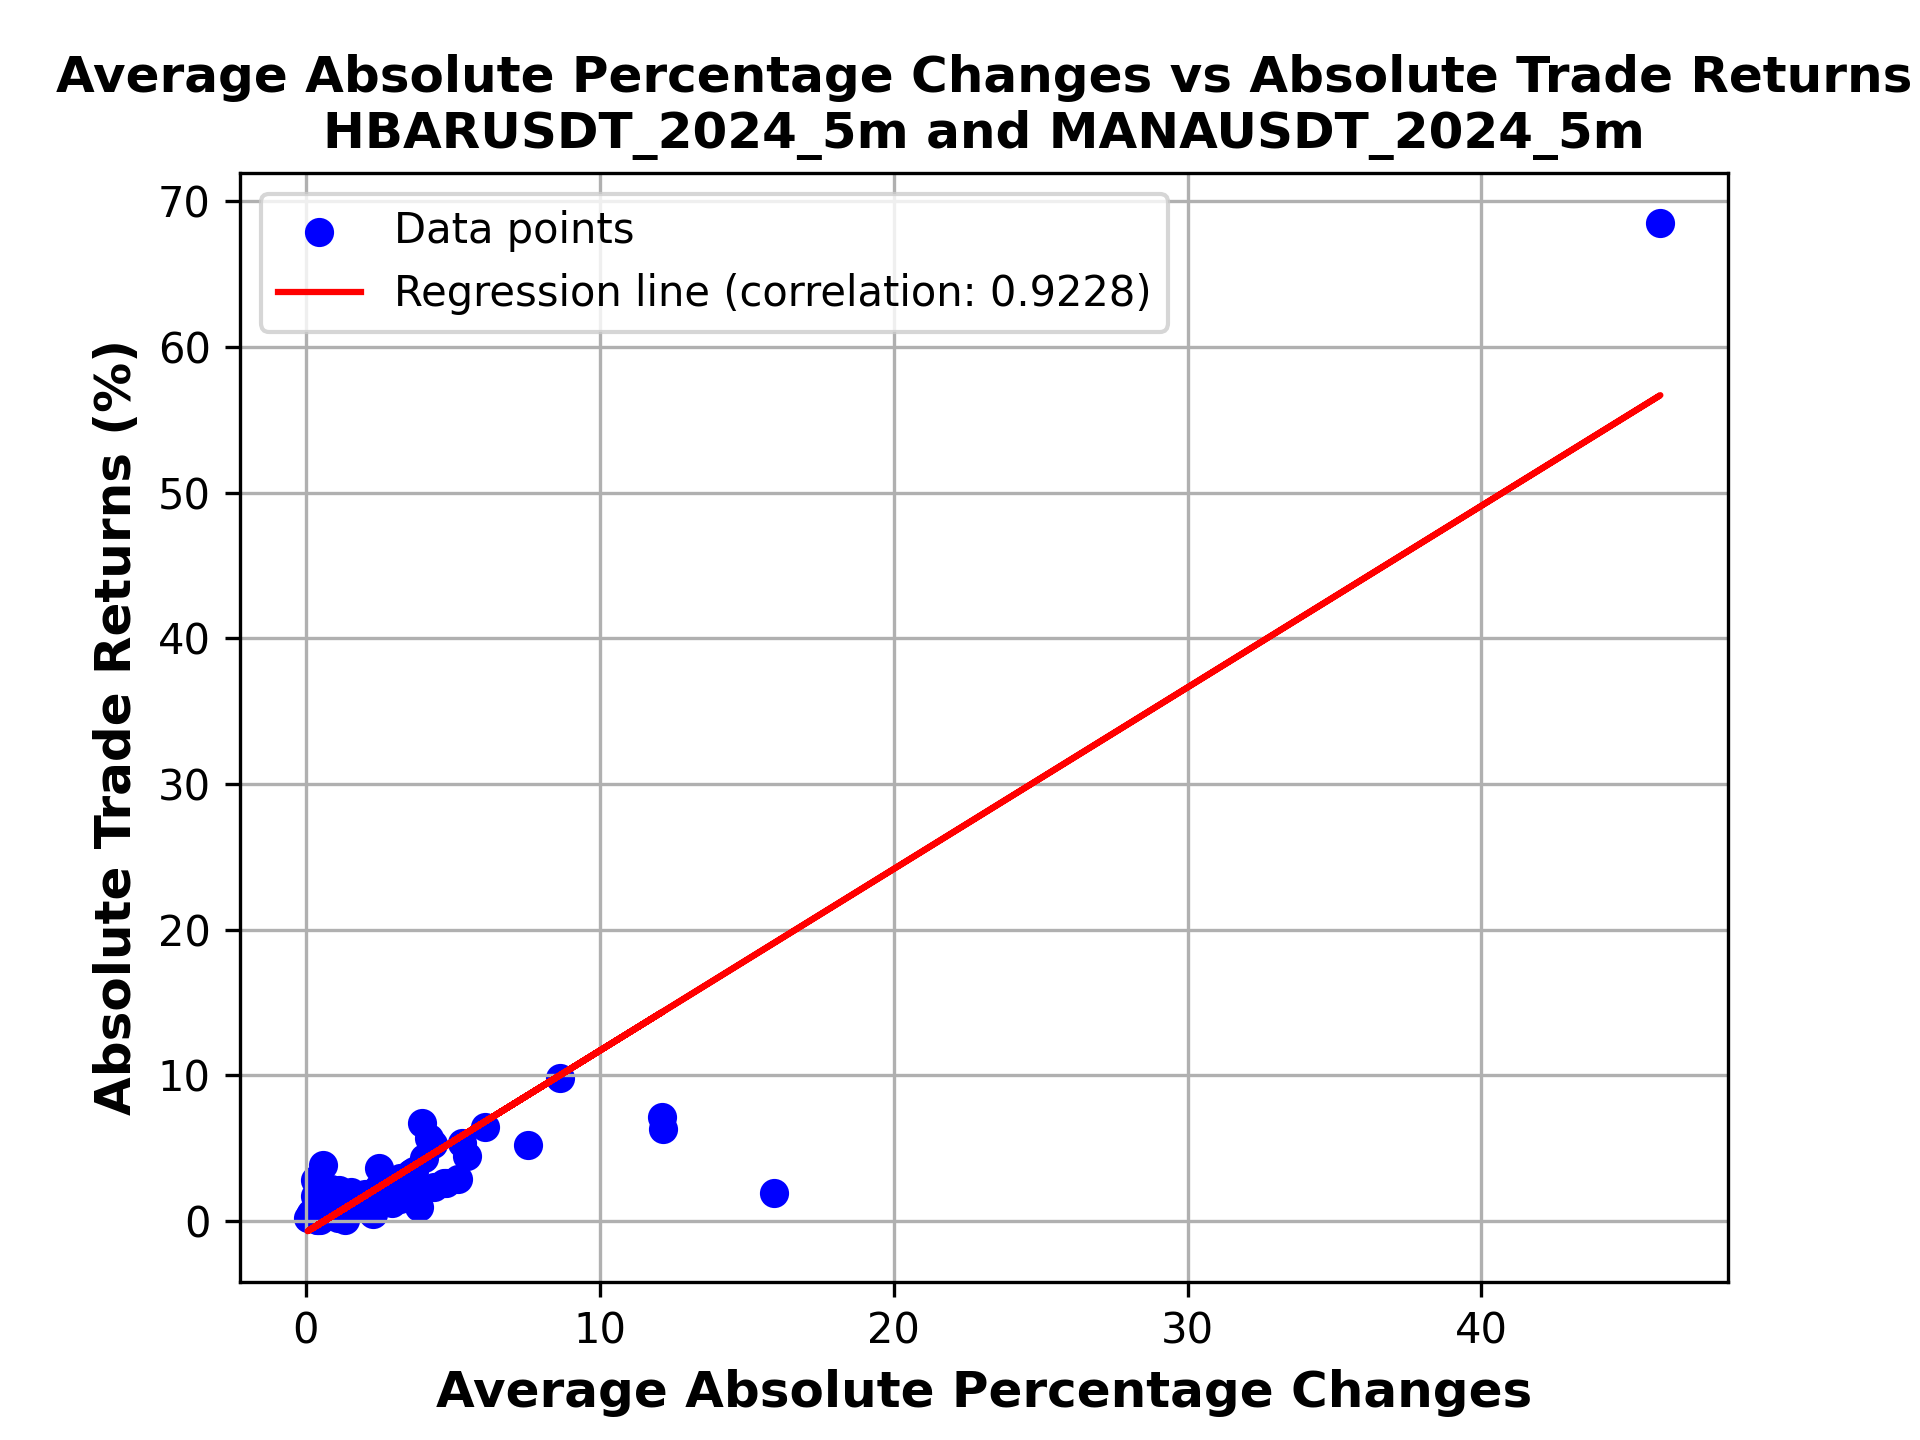 Average Absolute Percentage Changes vs Absolute Trade Returns
HBARUSDT_2024_5m and MANAUSDT_2024_5m
Data points
Regression line (correlation: 0.9228)
Absolute Trade Returns (%)
70
60
50
40
30
20
10
0
0 10 20 30 40
Average Absolute Percentage Changes